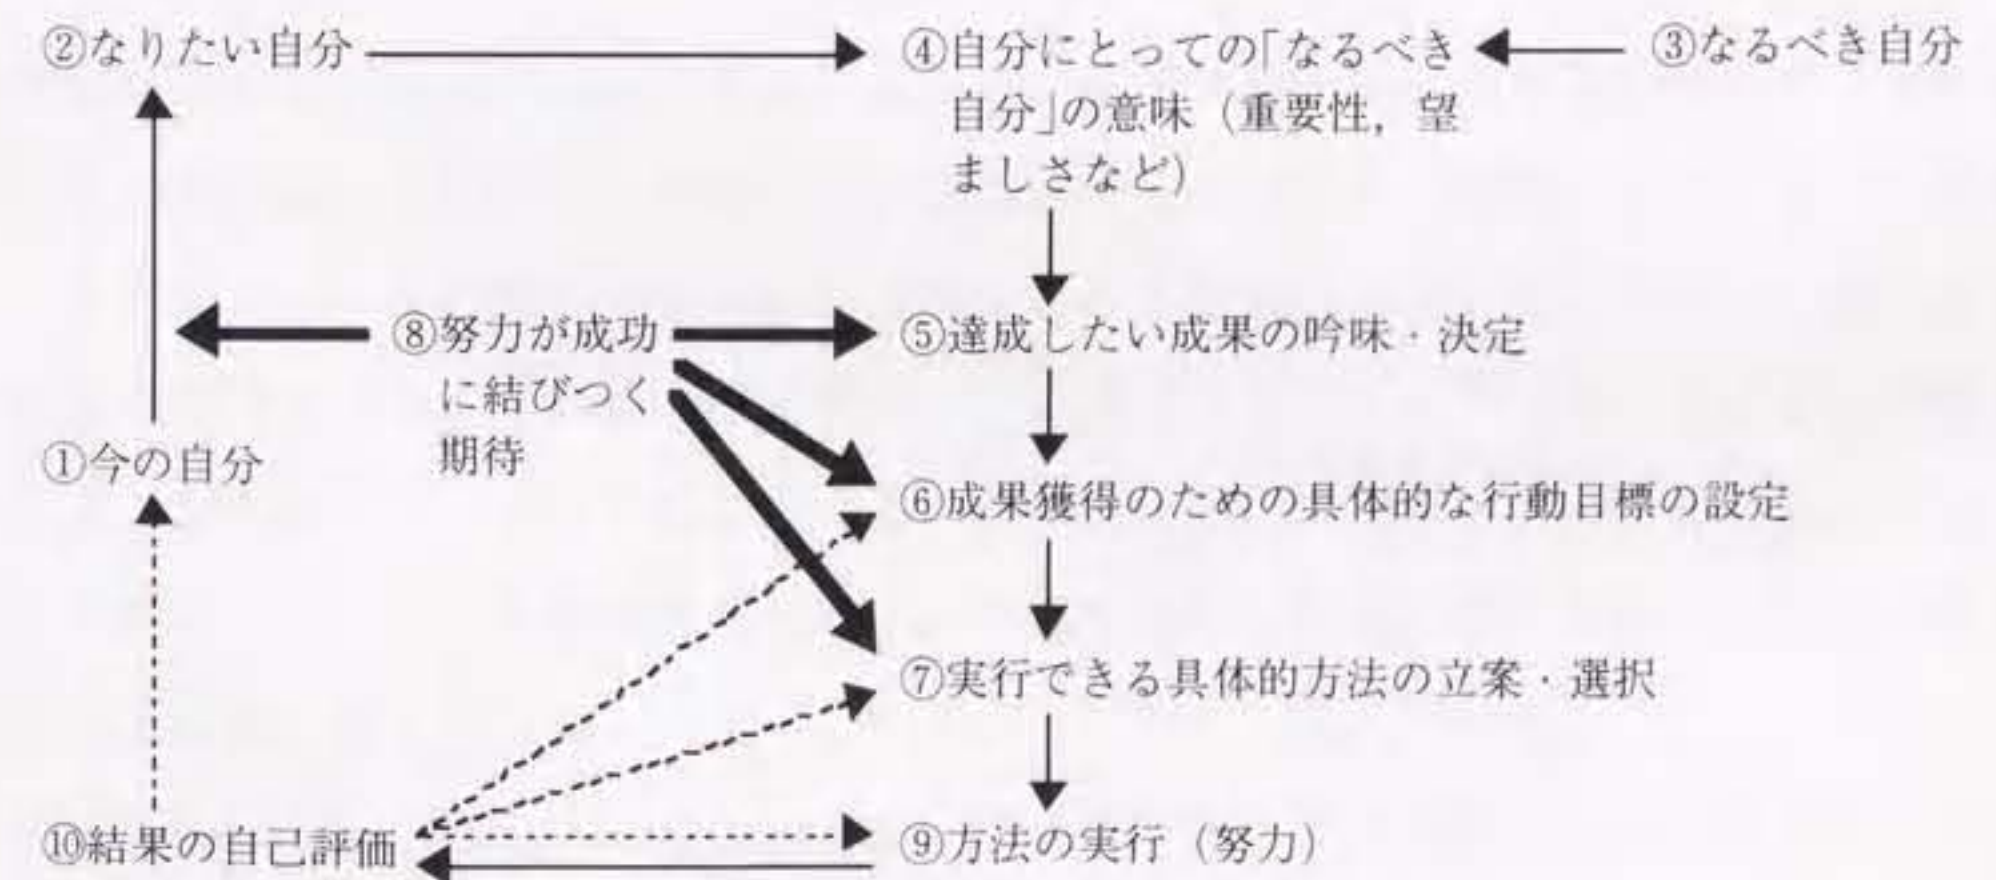 ②なりたい自分
④自分にとっての「なるべき
自分」の意味（重要性，望
ましさなど）
③なるべき自分
⑧努力が成功
に結びつく
期待
⑤達成したい成果の吟味・決定
①今の自分
⑥成果獲得のための具体的な行動目標の設定
⑦実行できる具体的方法の立案・選択
⑩結果の自己評価
⑨方法の実行（努力）